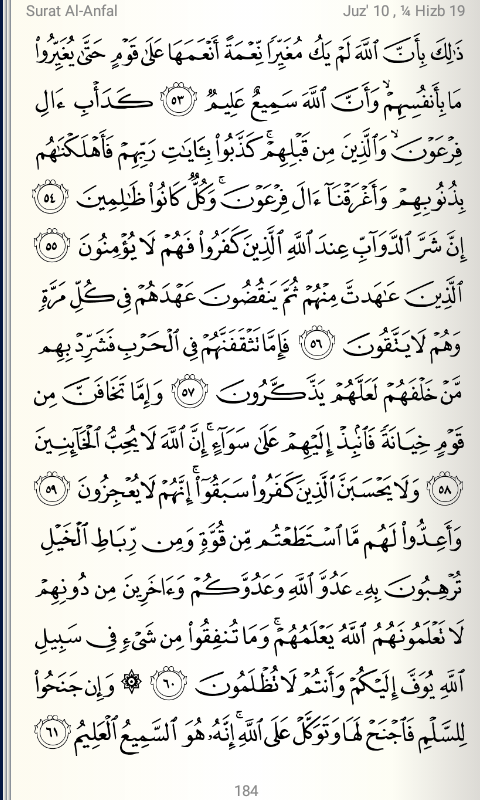 Surat Al-Anfal Juz' 10 , ¼ Hizb 19
ذَٰلِكَ بِأَنَّ ٱللَّهَ لَمۡ يَكُ مُغَيِّرٗا نِّعۡمَةً أَنۡعَمَهَا عَلَىٰ قَوۡمٍ حَتَّىٰ يُغَيِّرُواْ
مَا بِأَنفُسِهِمۡ وَأَنَّ ٱللَّهَ سَمِيعٌ عَلِيمٞ ٥٣ كَدَأۡبِ ءَالِ
فِرۡعَوۡنَۙ وَٱلَّذِينَ مِن قَبۡلِهِمۡۚ كَذَّبُواْ بِـَٔايَٰتِ رَبِّهِمۡ فَأَهۡلَكۡنَٰهُم
بِذُنُوبِهِمۡ وَأَغۡرَقۡنَآ ءَالَ فِرۡعَوۡنَۚ وَكُلّٞ كَانُواْ ظَٰلِمِينَ ٥٤
إِنَّ شَرَّ ٱلدَّوَآبِّ عِندَ ٱللَّهِ ٱلَّذِينَ كَفَرُواْ فَهُمۡ لَا يُؤۡمِنُونَ ٥٥
ٱلَّذِينَ عَٰهَدتَّ مِنۡهُمۡ ثُمَّ يَنقُضُونَ عَهۡدَهُمۡ فِي كُلِّ مَرَّةٖ
وَهُمۡ لَا يَتَّقُونَ ٥٦ فَإِمَّا تَثۡقَفَنَّهُمۡ فِي ٱلۡحَرۡبِ فَشَرِّدۡ بِهِم
مَّنۡ خَلۡفَهُمۡ لَعَلَّهُمۡ يَذَّكَّرُونَ ٥٧ وَإِمَّا تَخَافَنَّ مِن
قَوۡمٍ خِيَانَةٗ فَٱنۢبِذۡ إِلَيۡهِمۡ عَلَىٰ سَوَآءٍۚ إِنَّ ٱللَّهَ لَا يُحِبُّ ٱلۡخَآئِنِينَ
٥٨ وَلَا يَحۡسَبَنَّ ٱلَّذِينَ كَفَرُواْ سَبَقُوٓاْۚ إِنَّهُمۡ لَا يُعۡجِزُونَ ٥٩
وَأَعِدُّواْ لَهُم مَّا ٱسۡتَطَعۡتُم مِّن قُوَّةٖ وَمِن رِّبَاطِ ٱلۡخَيۡلِ
تُرۡهِبُونَ بِهِۦ عَدُوَّ ٱللَّهِ وَعَدُوَّكُمۡ وَءَاخَرِينَ مِن دُونِهِمۡ
لَا تَعۡلَمُونَهُمُ ٱللَّهُ يَعۡلَمُهُمۡۚ وَمَا تُنفِقُواْ مِن شَيۡءٖ فِي سَبِيلِ
ٱللَّهِ يُوَفَّ إِلَيۡكُمۡ وَأَنتُمۡ لَا تُظۡلَمُونَ ٦٠ ۞ وَإِن جَنَحُواْ
لِلسَّلۡمِ فَٱجۡنَحۡ لَهَا وَتَوَكَّلۡ عَلَى ٱللَّهِۚ إِنَّهُۥ هُوَ ٱلسَّمِيعُ ٱلۡعَلِيمُ ٦١
184